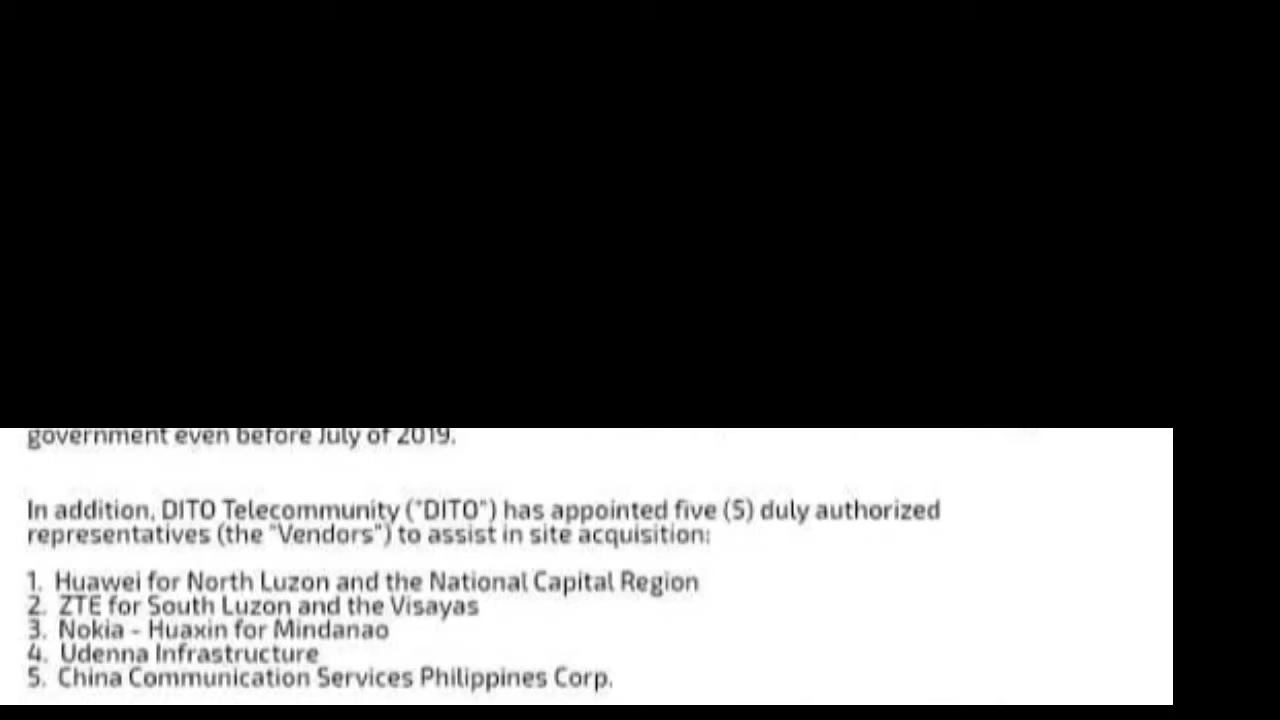 government even before July of 2019.
In addition, DITO Telecommunity ("DITO") has appointed five (5) duly authorized
representatives (the "Vendors") to assist in site acquisition:
1. Huawei for North Luzon and the National Capital Region
2. ZTE for South Luzon and the Visayas
3. Nokia - Huaxin for Mindanao
4. Udenna Infrastructure
5. China Communication Services Philippines Corp.